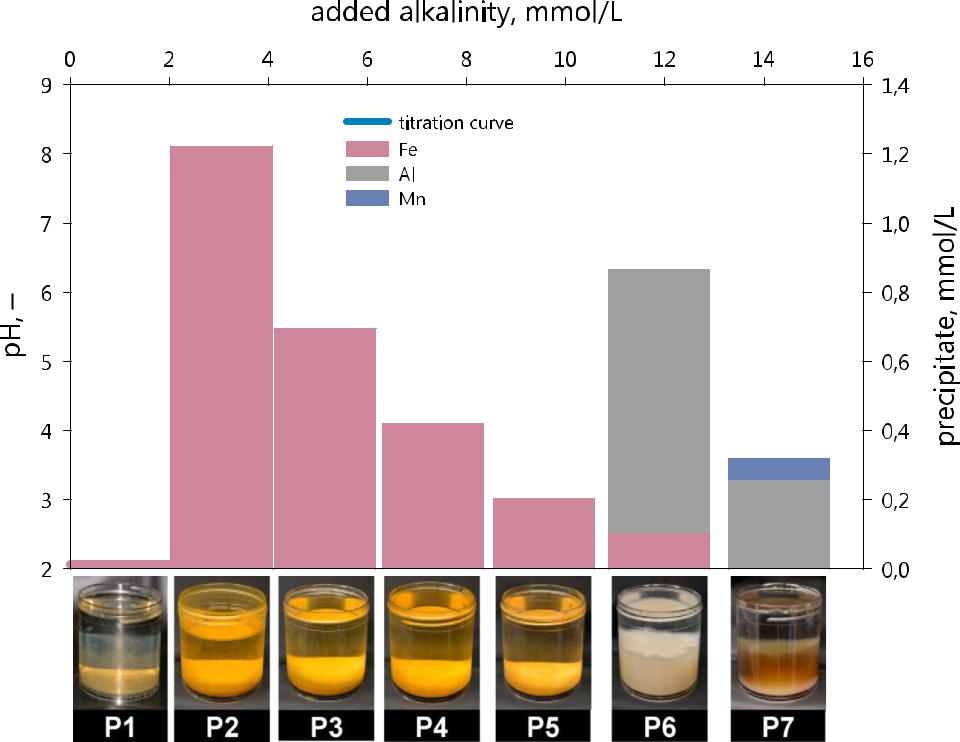 added alkalinity, mmol/L
0 2 4 6 8 10 12 14 16
9 1,4
titration curve
Fe
8 1,2
Al
Mn
7 1,0
6 0,8
pH, –
precipitate, mmol/L
5 0,6
4 0,4
3 0,2
2 0,0
P1 P2 P3 P4 P5 P6 P7